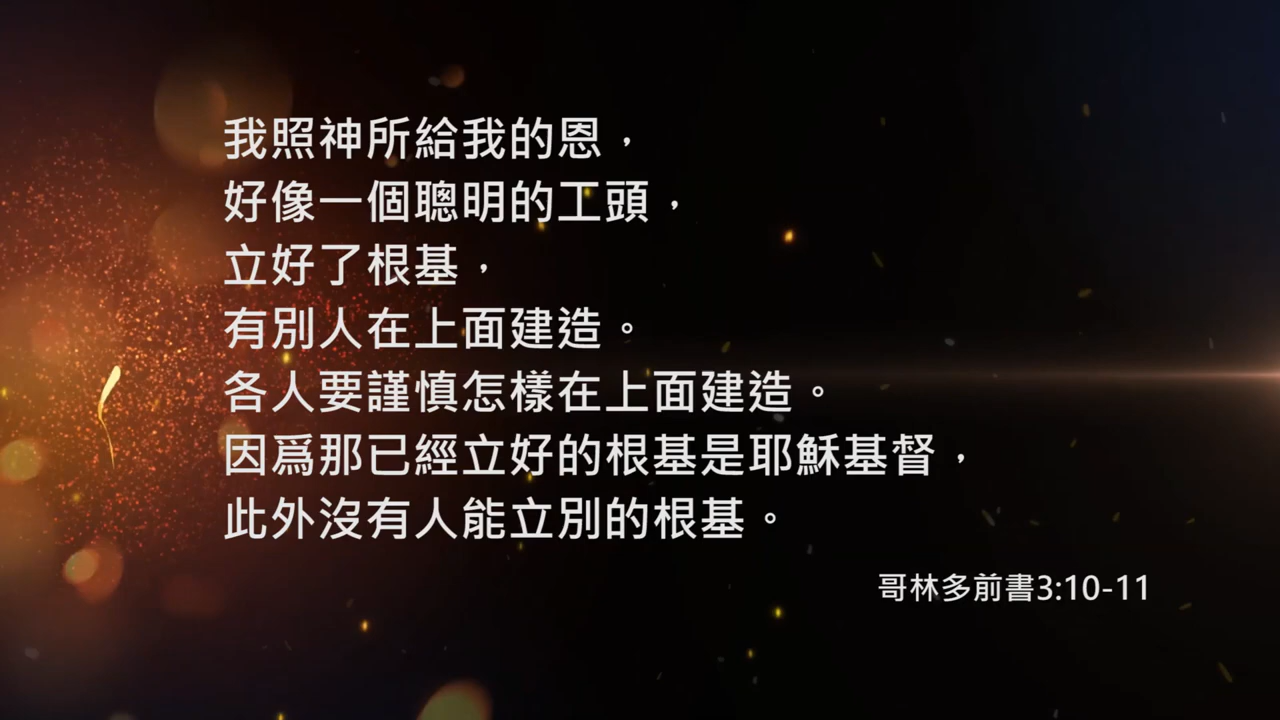 我照神所給我的恩，
好像一個聰明的工頭，
立好了根基，
有別人在上面建造。
各人要謹慎怎樣在上面建造。
因爲那已經立好的根基是耶穌基督，
此外沒有人能立別的根基。
哥林多前書3:10-11